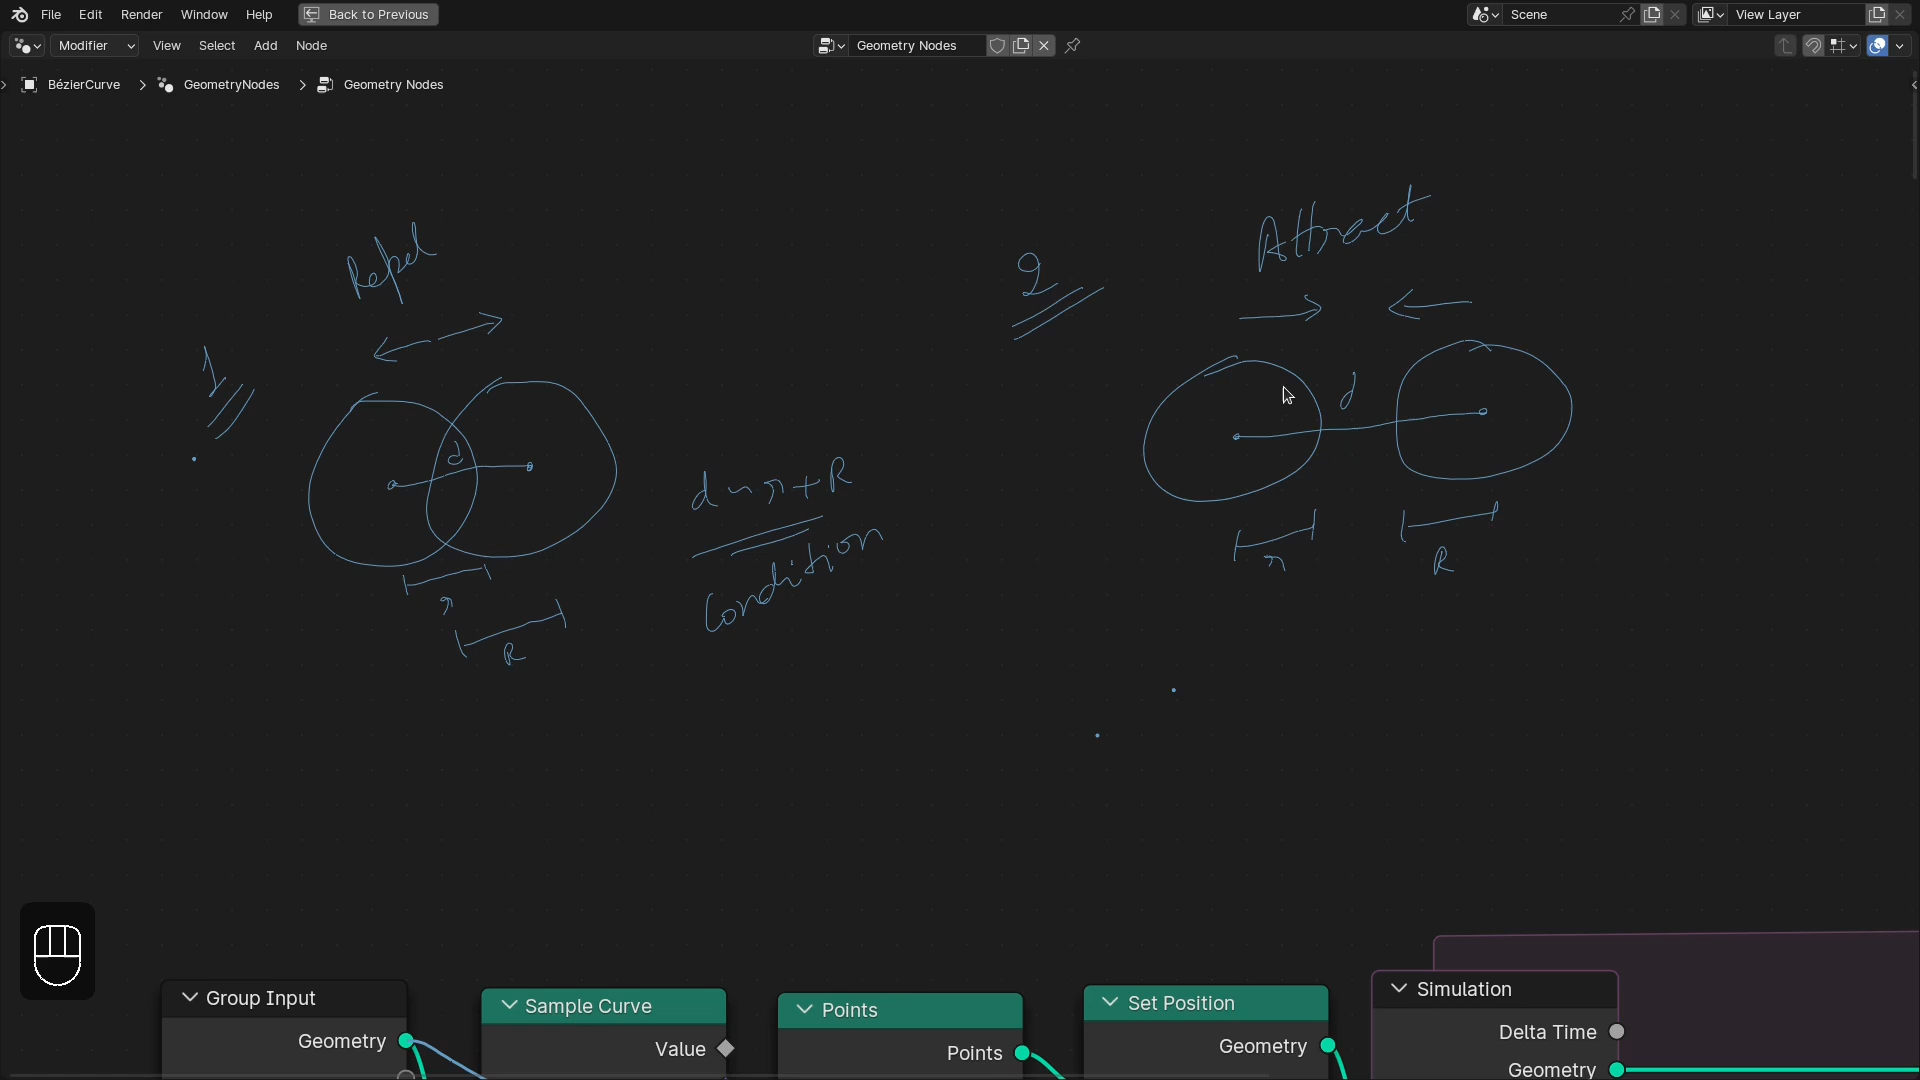 File Edit Render Window Help Back to Previous Scene View Layer
Modifier View Select Add Node Geometry Nodes
BézierCurve GeometryNodes Geometry Nodes
Repel
1
d
r
R
d ~ r + R
Condition
2
Attract
d
r
R
Group Input
Geometry
Sample Curve
Value
Points
Points
Set Position
Geometry
Simulation
Delta Time
Geometry